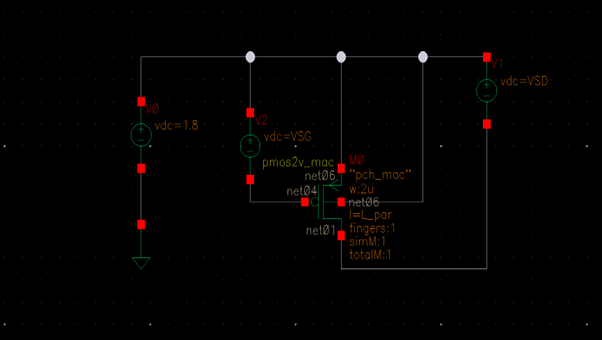 V1
vdc=VSD
V0
vdc=1.8
V2
vdc=VSG
pmos2v_mac
M0
net06
"pch_mac"
w:2u
net04
net06
l=L_par
net01
fingers:1
simM:1
totalM:1